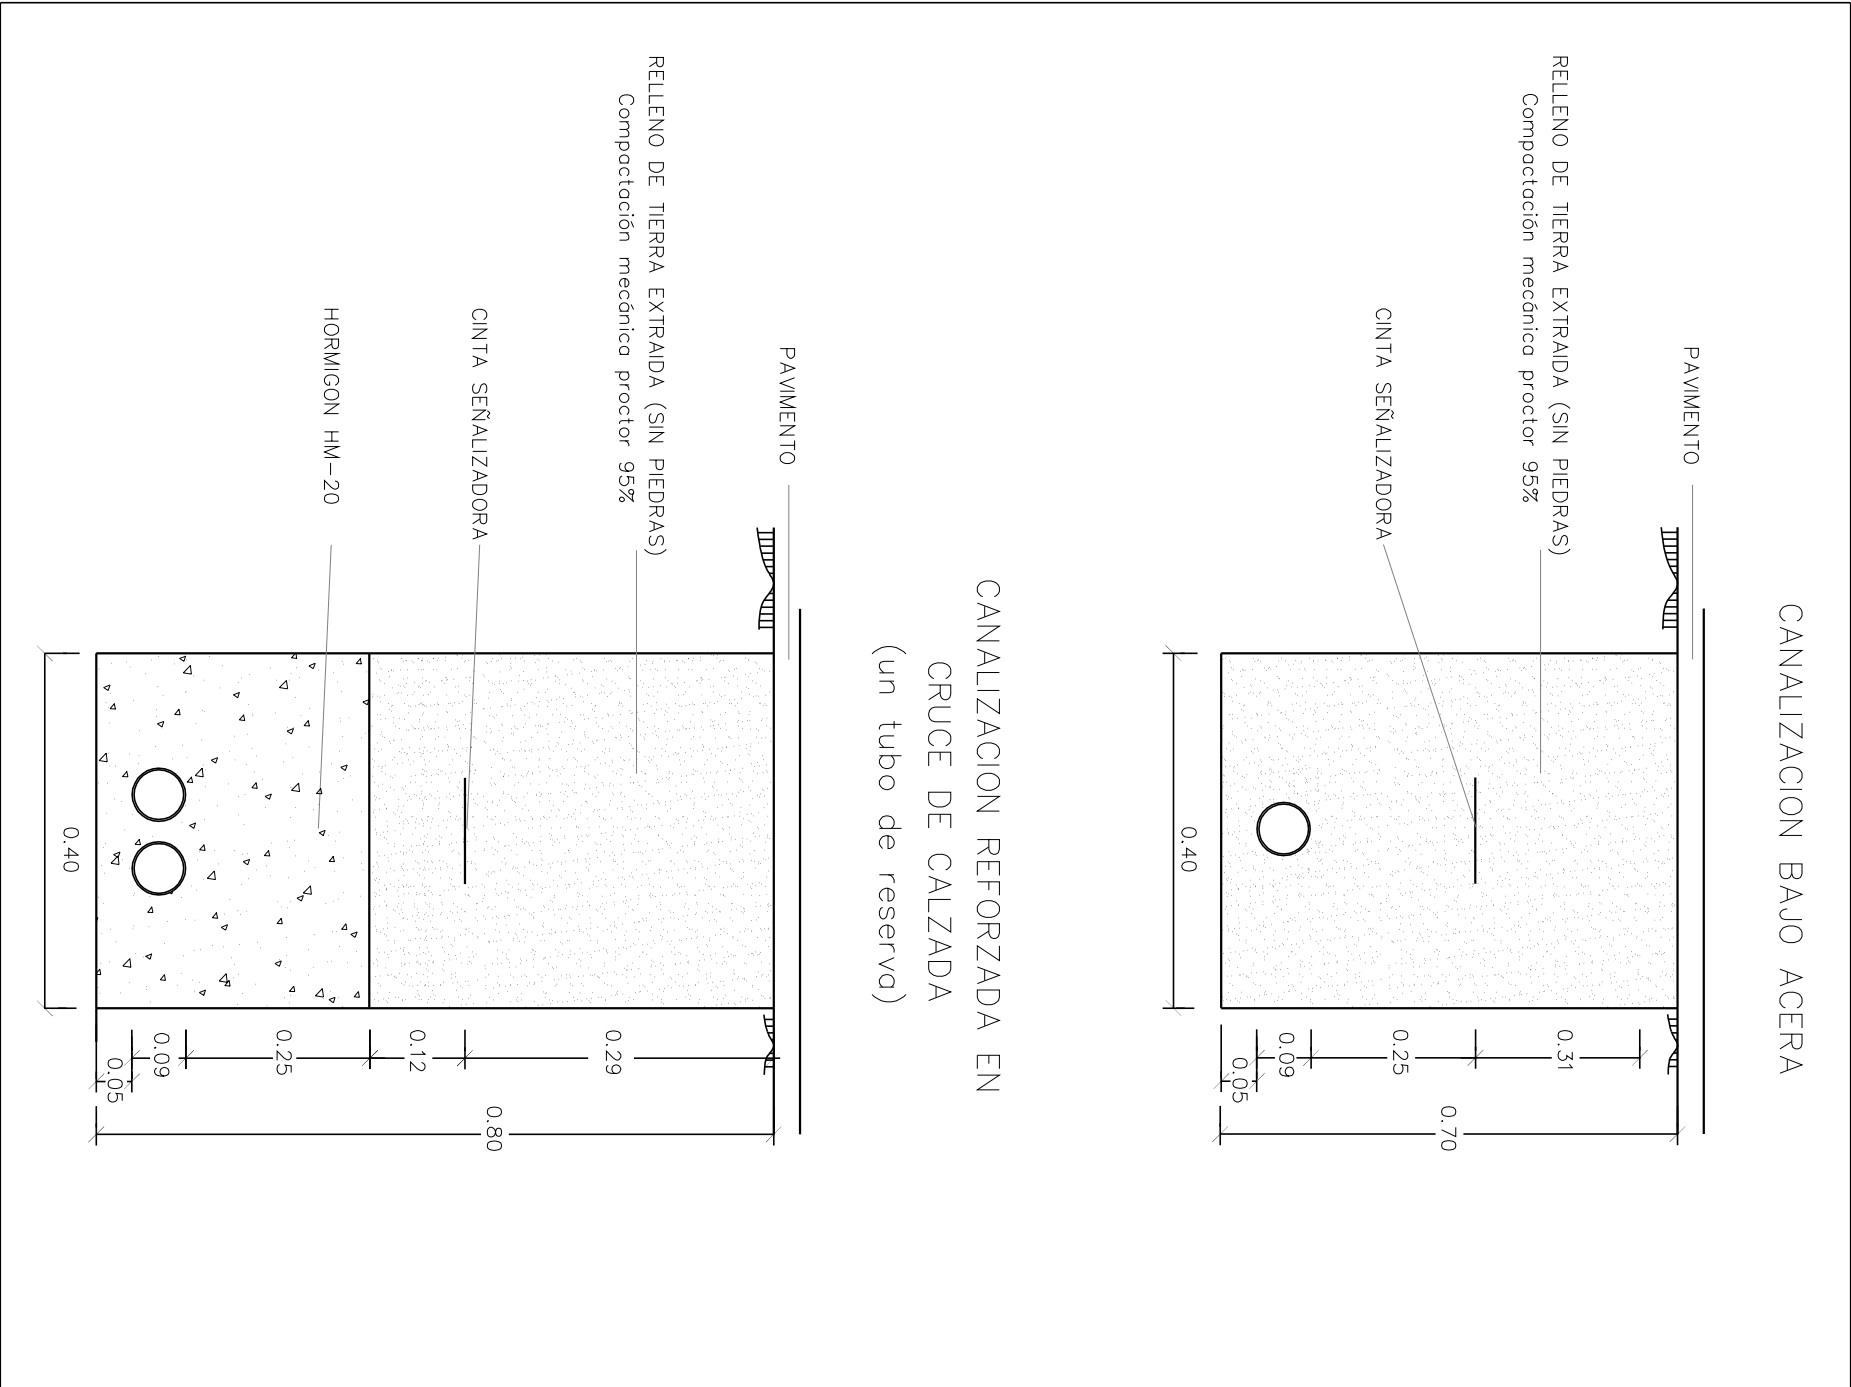 CANALIZACION BAJO ACERA
PAVIMENTO
RELLENO DE TIERRA EXTRAIDA (SIN PIEDRAS)
Compactación mecánica proctor 95%
CINTA SEÑALIZADORA
0.31
0.25
0.09
0.05
0.70
0.40
CANALIZACION REFORZADA EN
CRUCE DE CALZADA
(un tubo de reserva)
PAVIMENTO
RELLENO DE TIERRA EXTRAIDA (SIN PIEDRAS)
Compactación mecánica proctor 95%
CINTA SEÑALIZADORA
HORMIGON HM-20
0.29
0.12
0.25
0.09
0.05
0.80
0.40